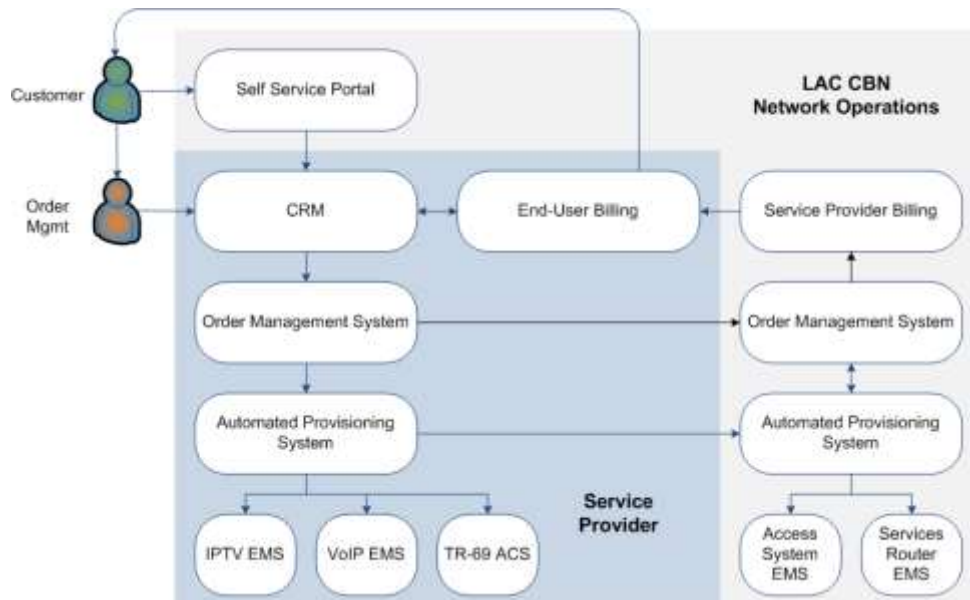 Customer
Self Service Portal
LAC CBN
Network Operations
Order
Mgmt
CRM
End-User Billing
Service Provider Billing
Order Management System
Order Management System
Automated Provisioning
System
Automated Provisioning
System
Service
Provider
IPTV EMS
VoIP EMS
TR-69 ACS
Access
System
EMS
Services
Router
EMS